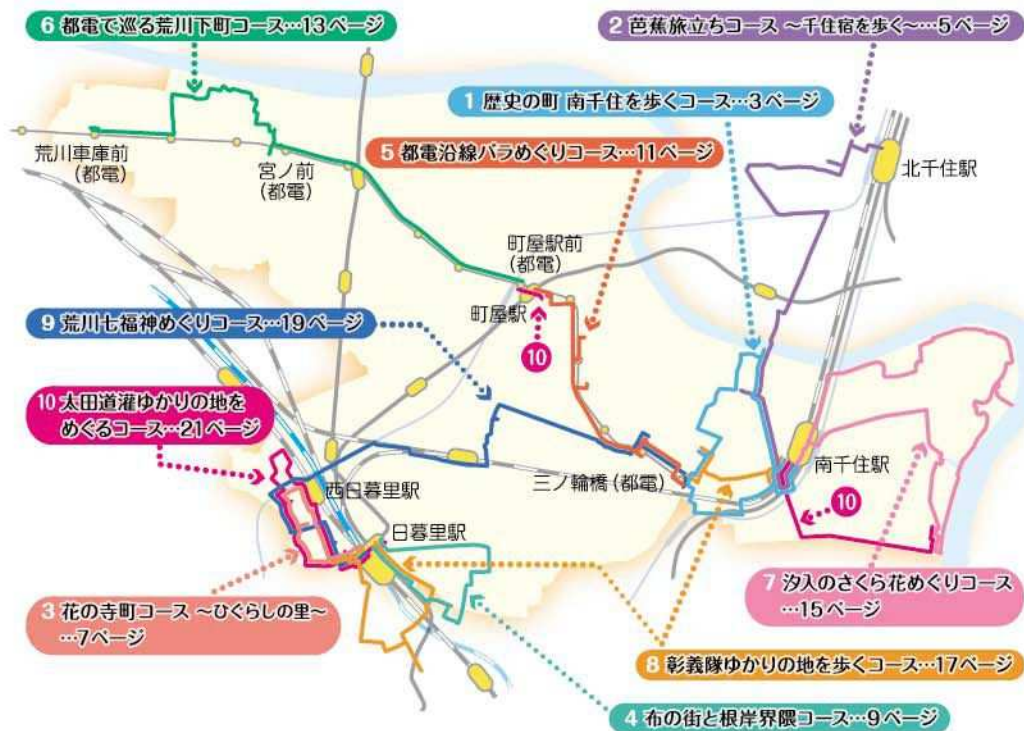 6 都電で巡る荒川下町コース…13ページ
2 芭蕉旅立ちコース ～千住宿を歩く～…5ページ
1 歴史の町 南千住を歩くコース…3ページ
5 都電沿線バラめぐりコース…11ページ
荒川車庫前
(都電)
宮ノ前
(都電)
北千住駅
町屋駅前
(都電)
町屋駅
9 荒川七福神めぐりコース…19ページ
10
10 太田道灌ゆかりの地を
めぐるコース…21ページ
西日暮里駅
三ノ輪橋(都電)
南千住駅
10
日暮里駅
3 花の寺町コース ～ひぐらしの里～
…7ページ
7 汐入のさくら花めぐりコース
…15ページ
8 彰義隊ゆかりの地を歩くコース…17ページ
4 布の街と根岸界隈コース…9ページ